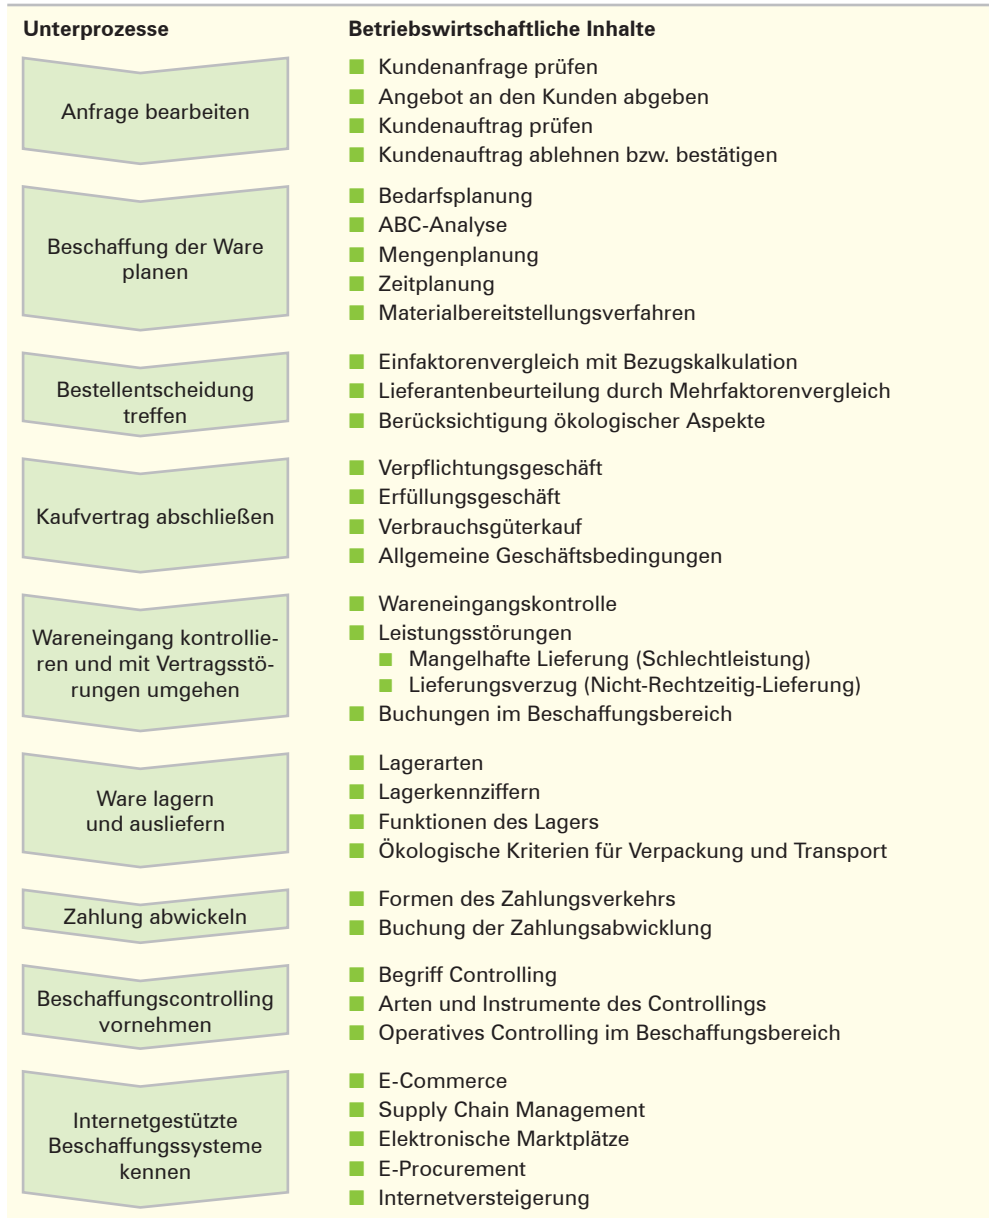 Unterprozesse
Betriebswirtschaftliche Inhalte
Anfrage bearbeiten
Kundenanfrage prüfen
Angebot an den Kunden abgeben
Kundenauftrag prüfen
Kundenauftrag ablehnen bzw. bestätigen
Beschaffung der Ware
planen
Bedarfsplanung
ABC-Analyse
Mengenplanung
Zeitplanung
Materialbereitstellungsverfahren
Bestellentscheidung
treffen
Einfaktorenvergleich mit Bezugskalkulation
Lieferantenbeurteilung durch Mehrfaktorenvergleich
Berücksichtigung ökologischer Aspekte
Kaufvertrag abschließen
Verpflichtungsgeschäft
Erfüllungsgeschäft
Verbrauchsgüterkauf
Allgemeine Geschäftsbedingungen
Wareneingang kontrollie-
ren und mit Vertragsstö-
rungen umgehen
Wareneingangskontrolle
Leistungsstörungen
Mangelhafte Lieferung (Schlechtleistung)
Lieferungsverzug (Nicht-Rechtzeitig-Lieferung)
Buchungen im Beschaffungsbereich
Ware lagern
und ausliefern
Lagerarten
Lagerkennziffern
Funktionen des Lagers
Ökologische Kriterien für Verpackung und Transport
Zahlung abwickeln
Formen des Zahlungsverkehrs
Buchung der Zahlungsabwicklung
Beschaffungscontrolling
vornehmen
Begriff Controlling
Arten und Instrumente des Controllings
Operatives Controlling im Beschaffungsbereich
Internetgestützte
Beschaffungssysteme
kennen
E-Commerce
Supply Chain Management
Elektronische Marktplätze
E-Procurement
Internetversteigerung